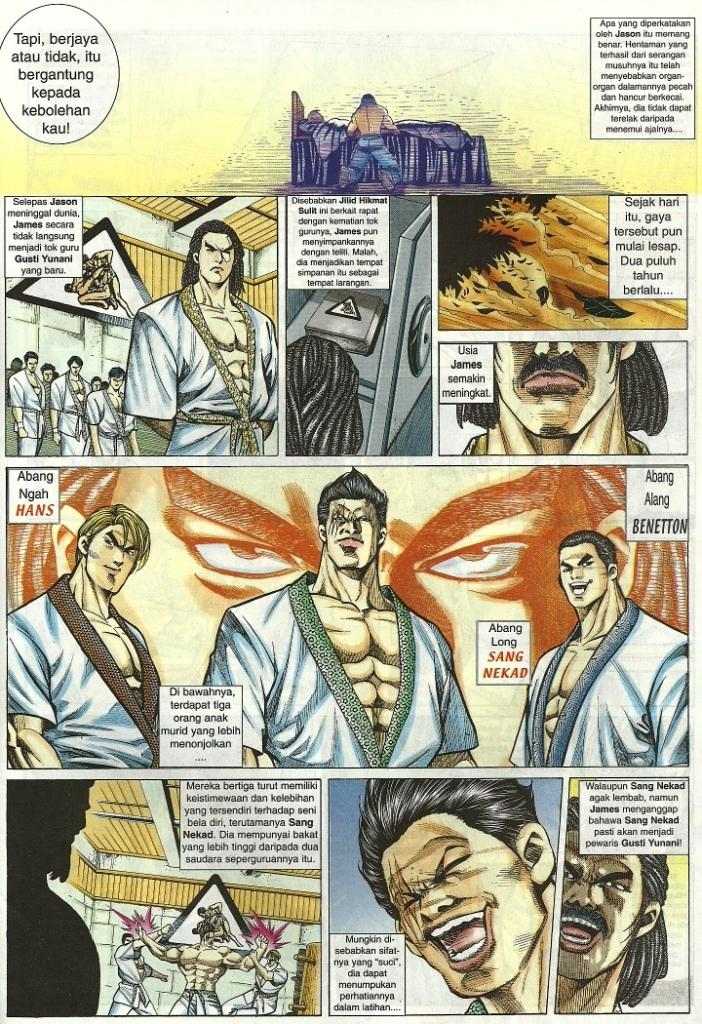 Tapi, berjaya
atau tidak, itu
bergantung
kepada
kebolehan
kau!
Apa yang diperkatakan
oleh Jason itu memang
benar. Hentaman yang
terhasil dari serangan
musuhnya itu telah
menyebabkan organ-
organ dalamannya pecah
dan hancur berkecai.
Akhirnya, dia tidak dapat
terelak daripada
menemui ajalnya....
Selepas Jason
meninggal dunia,
James secara
tidak langsung
menjadi tok guru
Gusti Yunani
yang baru.
Disebabkan Jilid Hikmat
Sulit ini berkait rapat
dengan kematian tok
gurunya, James pun
menyimpankannya
dengan teliti. Malah,
dia menjadikan tempat
simpanan itu sebagai
tempat larangan.
Sejak hari
itu, gaya
tersebut pun
mulai lesap.
Dua puluh
tahun
berlalu....
Usia
James
semakin
meningkat.
Abang
Ngah
HANS
Abang
Alang
BENETTON
Abang
Long
SANG
NEKAD
Di bawahnya,
terdapat tiga
orang anak
murid yang lebih
menonjolkan
....
Mereka bertiga turut memiliki
keistimewaan dan kelebihan
yang tersendiri terhadap seni
bela diri, terutamanya Sang
Nekad. Dia mempunyai bakat
yang lebih tinggi daripada dua
saudara seperguruannya itu.
Mungkin di-
sebabkan sifat-
nya yang "suci",
dia dapat
menumpukan
perhatiannya
dalam latihan....
Walaupun Sang Nekad
agak lembab, namun
James menganggap
bahawa Sang Nekad
pasti akan menjadi
pewaris Gusti Yunani!